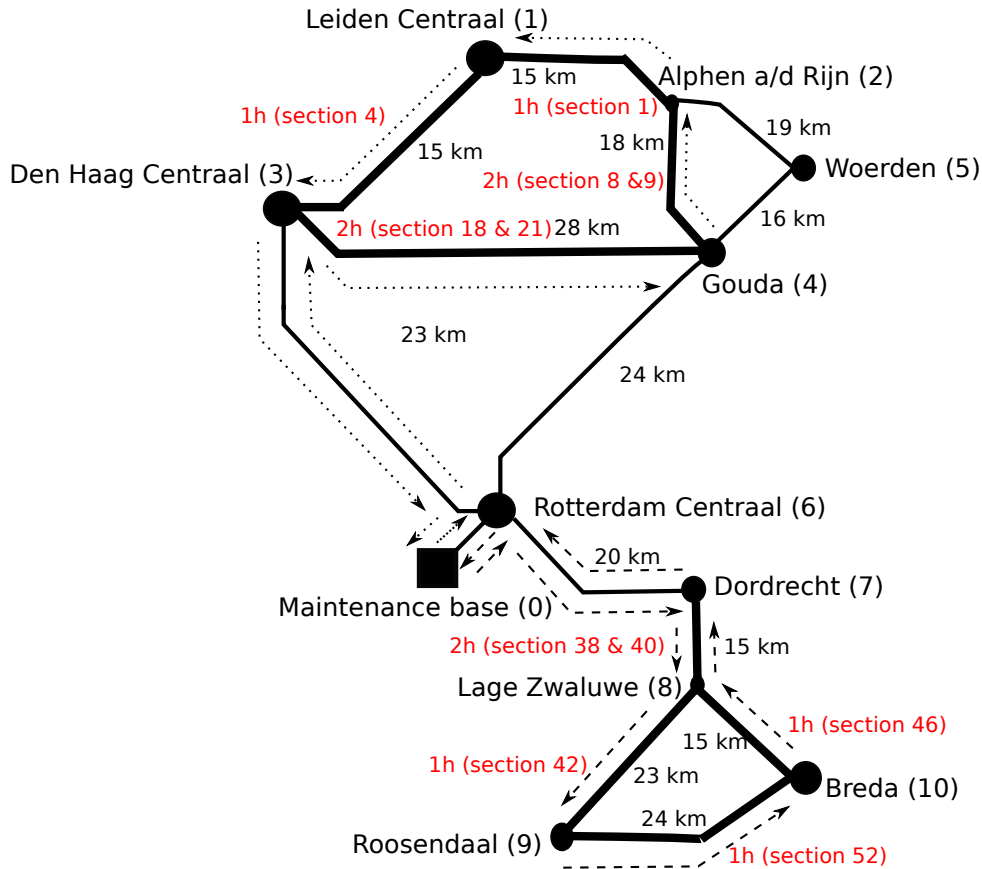 Leiden Centraal (1)
15 km
Alphen a/d Rijn (2)
1h (section 4)
1h (section 1)
19 km
18 km
15 km
Den Haag Centraal (3)
Woerden (5)
2h (section 8 &9)
2h (section 18 & 21)
28 km
16 km
Gouda (4)
23 km
24 km
Rotterdam Centraal (6)
20 km
Dordrecht (7)
Maintenance base (0)
2h (section 38 & 40)
15 km
Lage Zwaluwe (8)
1h (section 46)
15 km
1h (section 42)
23 km
Breda (10)
24 km
Roosendaal (9)
1h (section 52)